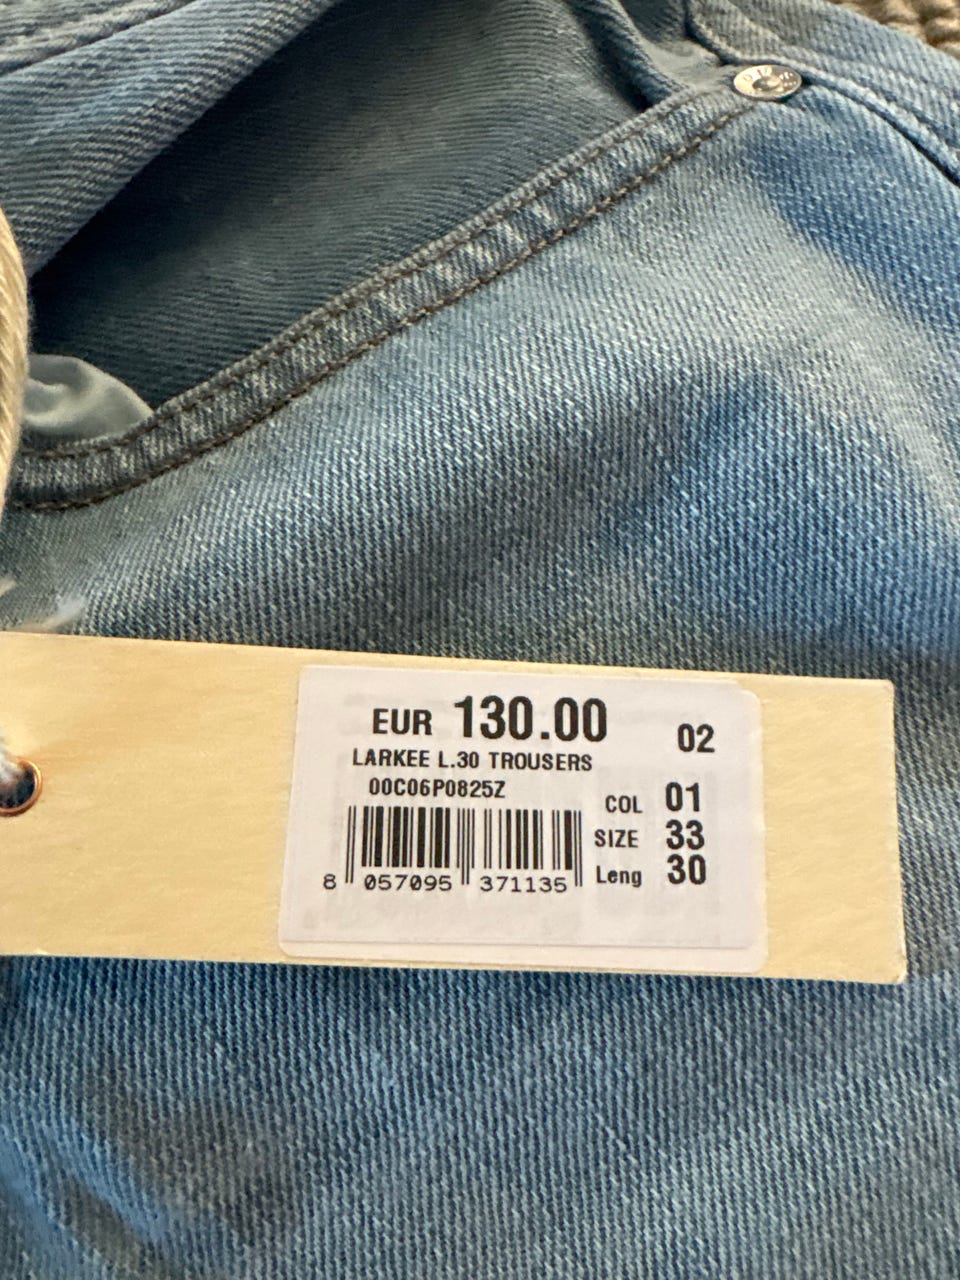 EUR 130.00
02
LARKEE L.30 TROUSERS
00C06P0825Z
COL 01
SIZE 33
Leng 30
8 057095 371135